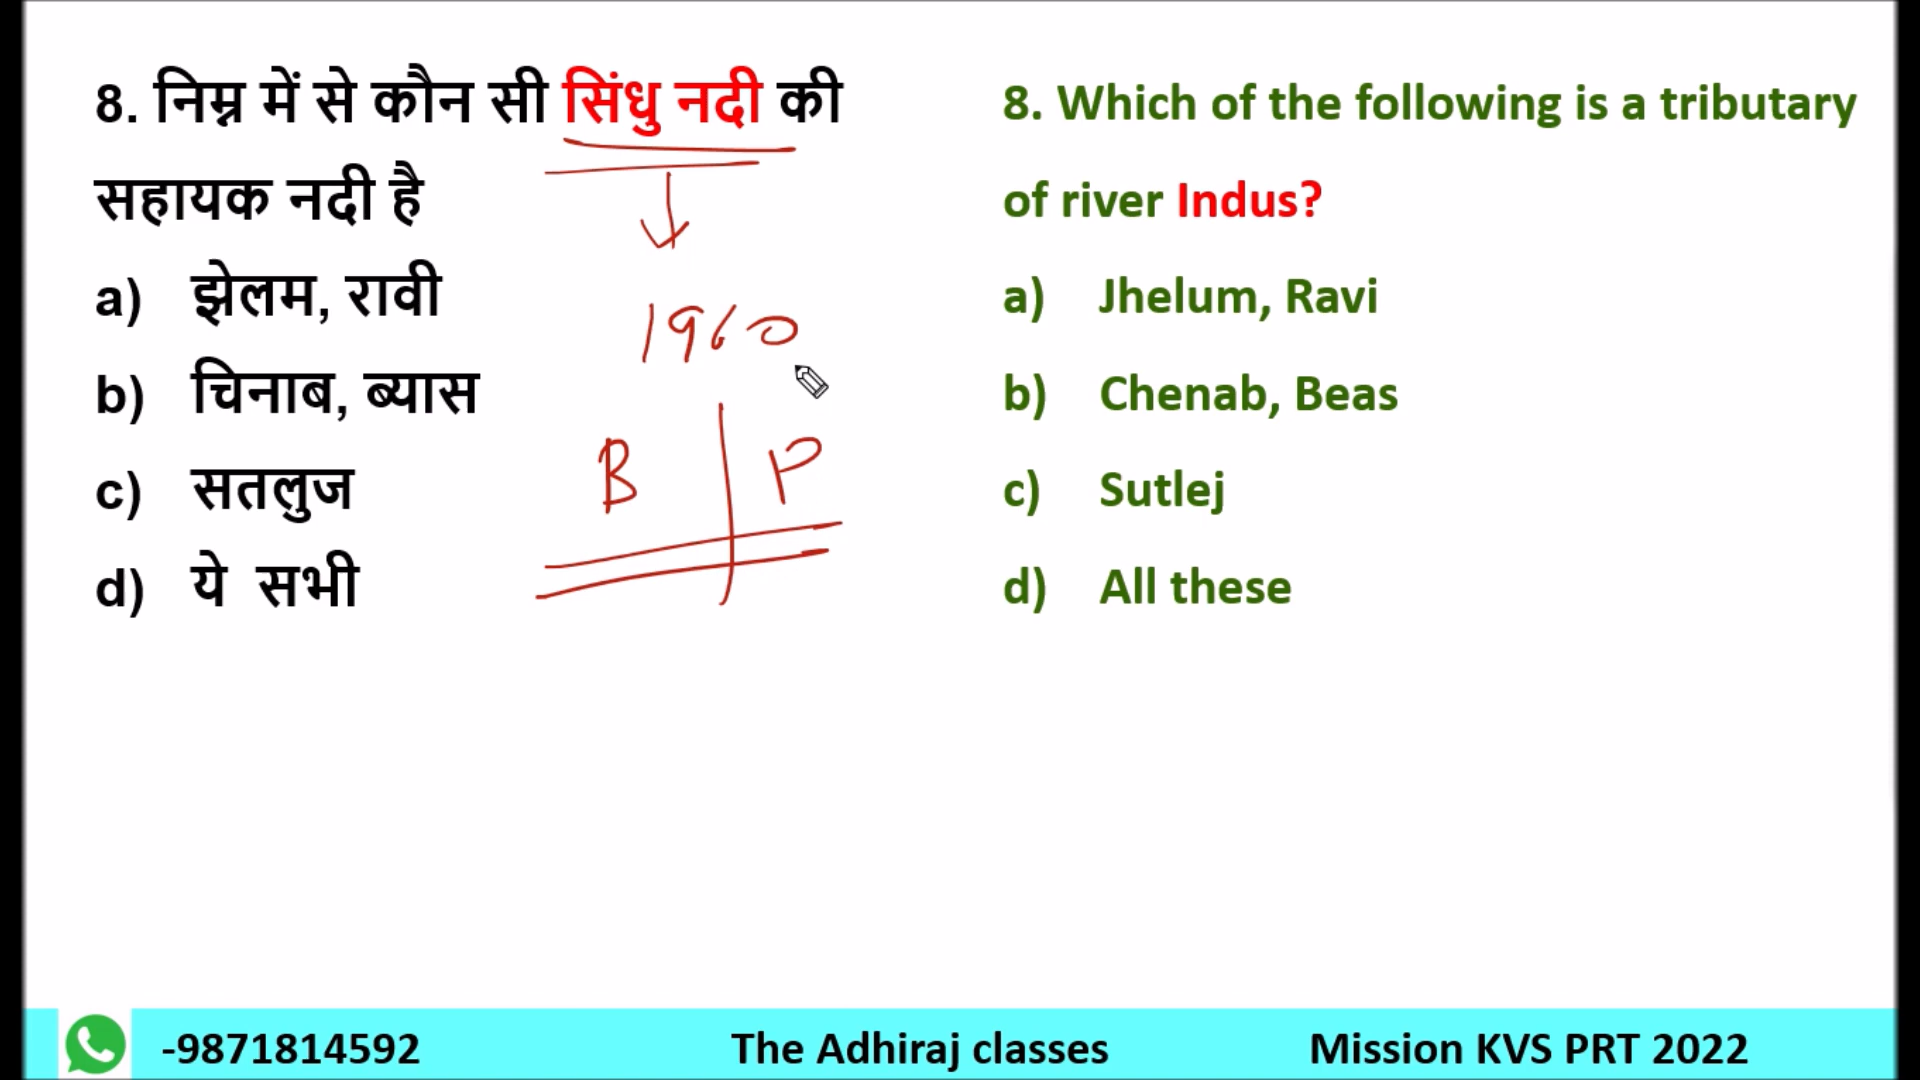 8. निम्न में से कौन सी सिंधु नदी की
सहायक नदी है
a) झेलम, रावी
b) चिनाब, ब्यास
c) सतलुज
d) ये सभी
1960
B P
8. Which of the following is a tributary
of river Indus?
a) Jhelum, Ravi
b) Chenab, Beas
c) Sutlej
d) All these
-9871814592 The Adhiraj classes Mission KVS PRT 2022